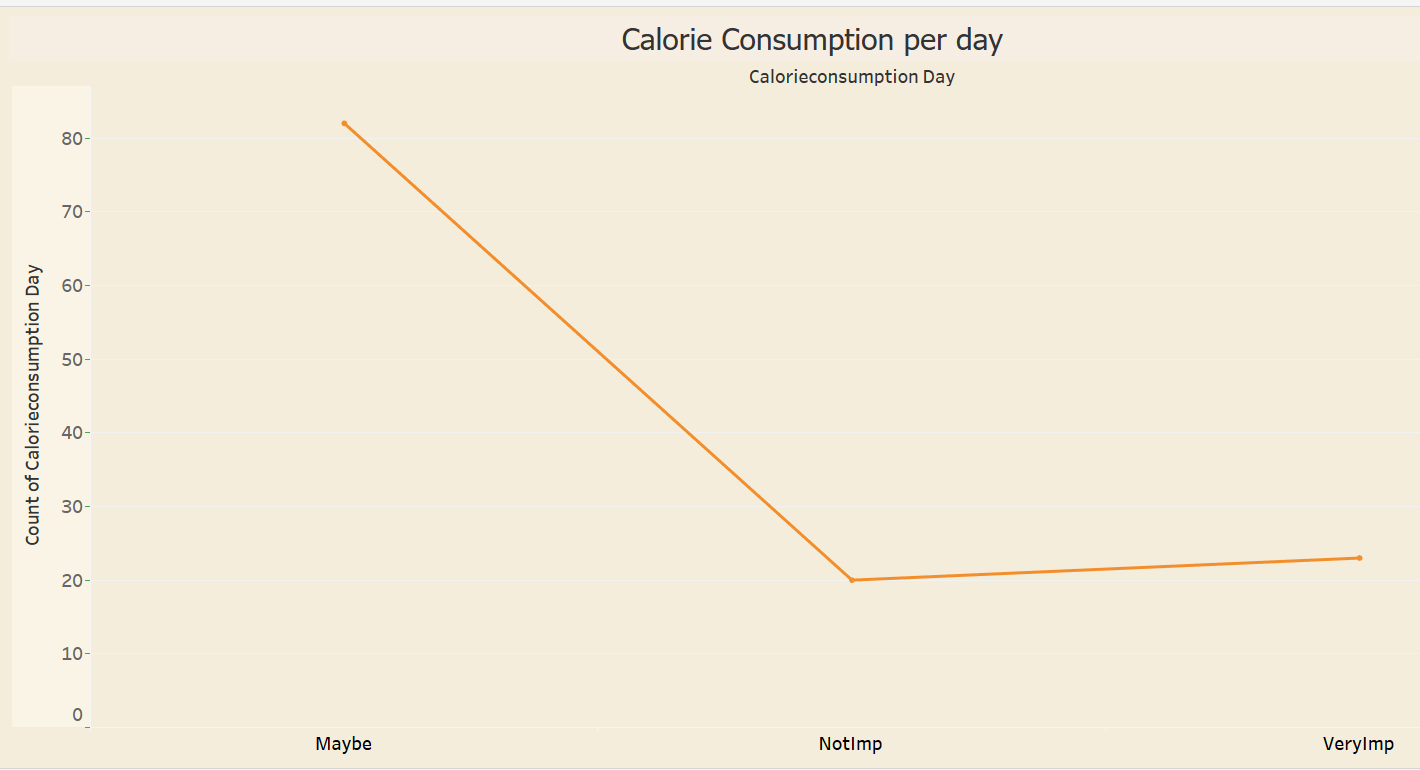 Calorie Consumption per day
Calorieconsumption Day
Count of Calorieconsumption Day
80
70
60
50
40
30
20
10
0
Maybe
NotImp
VeryImp